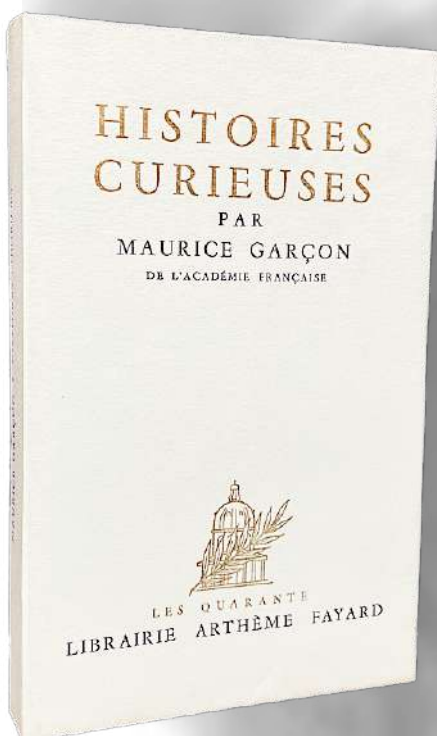 HISTOIRES
CURIEUSES
PAR
MAURICE GARÇON
DE L'ACADÉMIE FRANÇAISE
LES QUARANTE
LIBRAIRIE ARTHÈME FAYARD